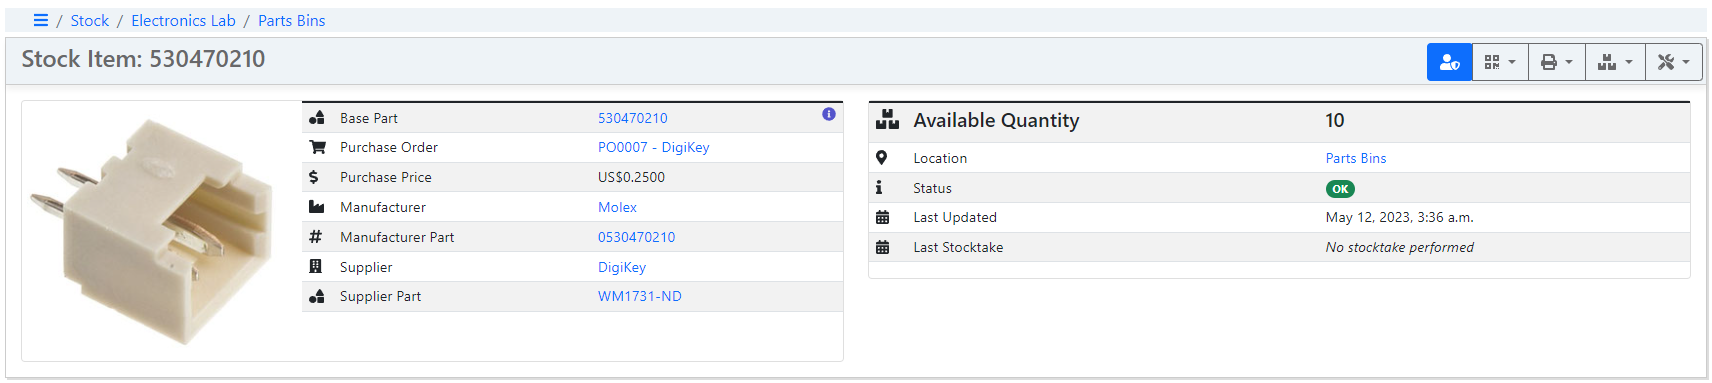 / Stock / Electronics Lab / Parts Bins
Stock Item: 530470210
Base Part 530470210
Purchase Order PO0007 - DigiKey
$ Purchase Price US$0.2500
Manufacturer Molex
# Manufacturer Part 0530470210
Supplier DigiKey
Supplier Part WM1731-ND
Available Quantity 10
Location Parts Bins
Status OK
Last Updated May 12, 2023, 3:36 a.m.
Last Stocktake No stocktake performed